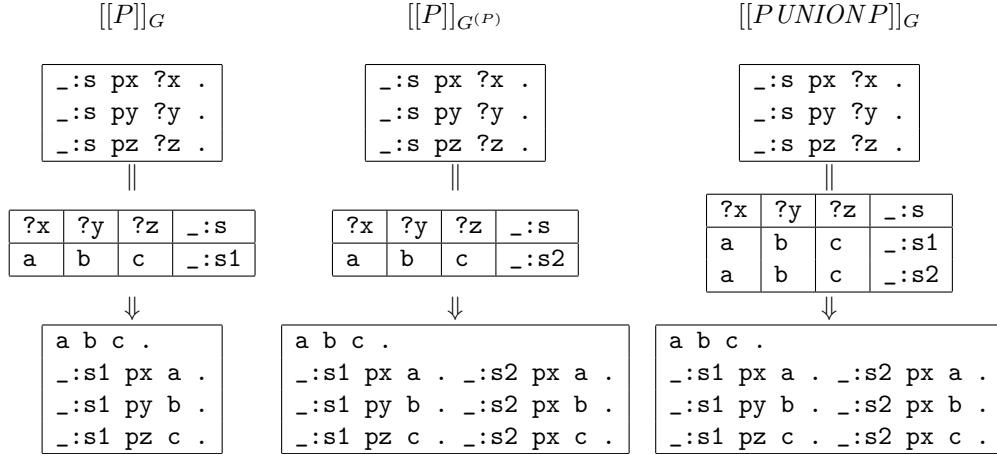 [[P]]_G [[P]]_{G^{(P)}} [[P UNION P]]_G
_:s px ?x . _:s px ?x . _:s px ?x .
_:s py ?y . _:s py ?y . _:s py ?y .
_:s pz ?z . _:s pz ?z . _:s pz ?z .
|| || ||
?x ?y ?z _:s ?x ?y ?z _:s ?x ?y ?z _:s
a b c _:s1 a b c _:s2 a b c _:s1
a b c _:s2
⇓ ⇓ ⇓
a b c . a b c . a b c .
_:s1 px a . _:s1 px a . _:s2 px a . _:s1 px a . _:s2 px a .
_:s1 py b . _:s1 py b . _:s2 px b . _:s1 py b . _:s2 px b .
_:s1 pz c . _:s1 pz c . _:s2 px c . _:s1 pz c . _:s2 px c .